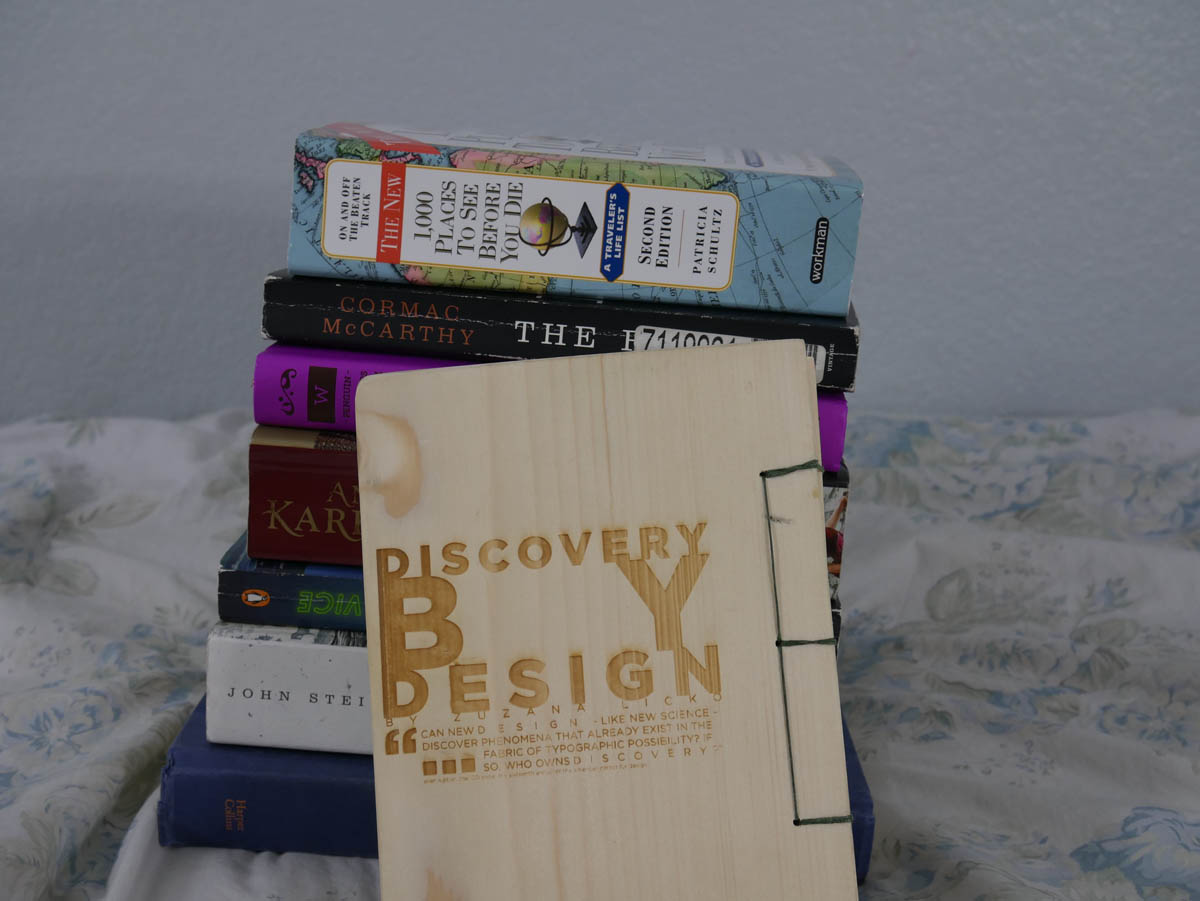 ON AND OFF
THE BEATEN
TRACK
THE NEW
1,000
PLACES
TO SEE
BEFORE
YOU DIE
A TRAVELER'S
LIFE LIST
SECOND
EDITION
PATRICIA
SCHULTZ
workman
CORMAC
MCCARTHY
THE
VINTAGE
W
PENGUIN
KAR
VICE
JOHN STEI
Harper
Collins
DISCOVERY
BY
DESIGN
BY ZUZANA LICKO
“CAN NEW DESIGN - LIKE NEW SCIENCE -
DISCOVER PHENOMENA THAT ALREADY EXIST IN THE
FABRIC OF TYPOGRAPHIC POSSIBILITY? IF
SO, WHO OWNS DISCOVERY?”